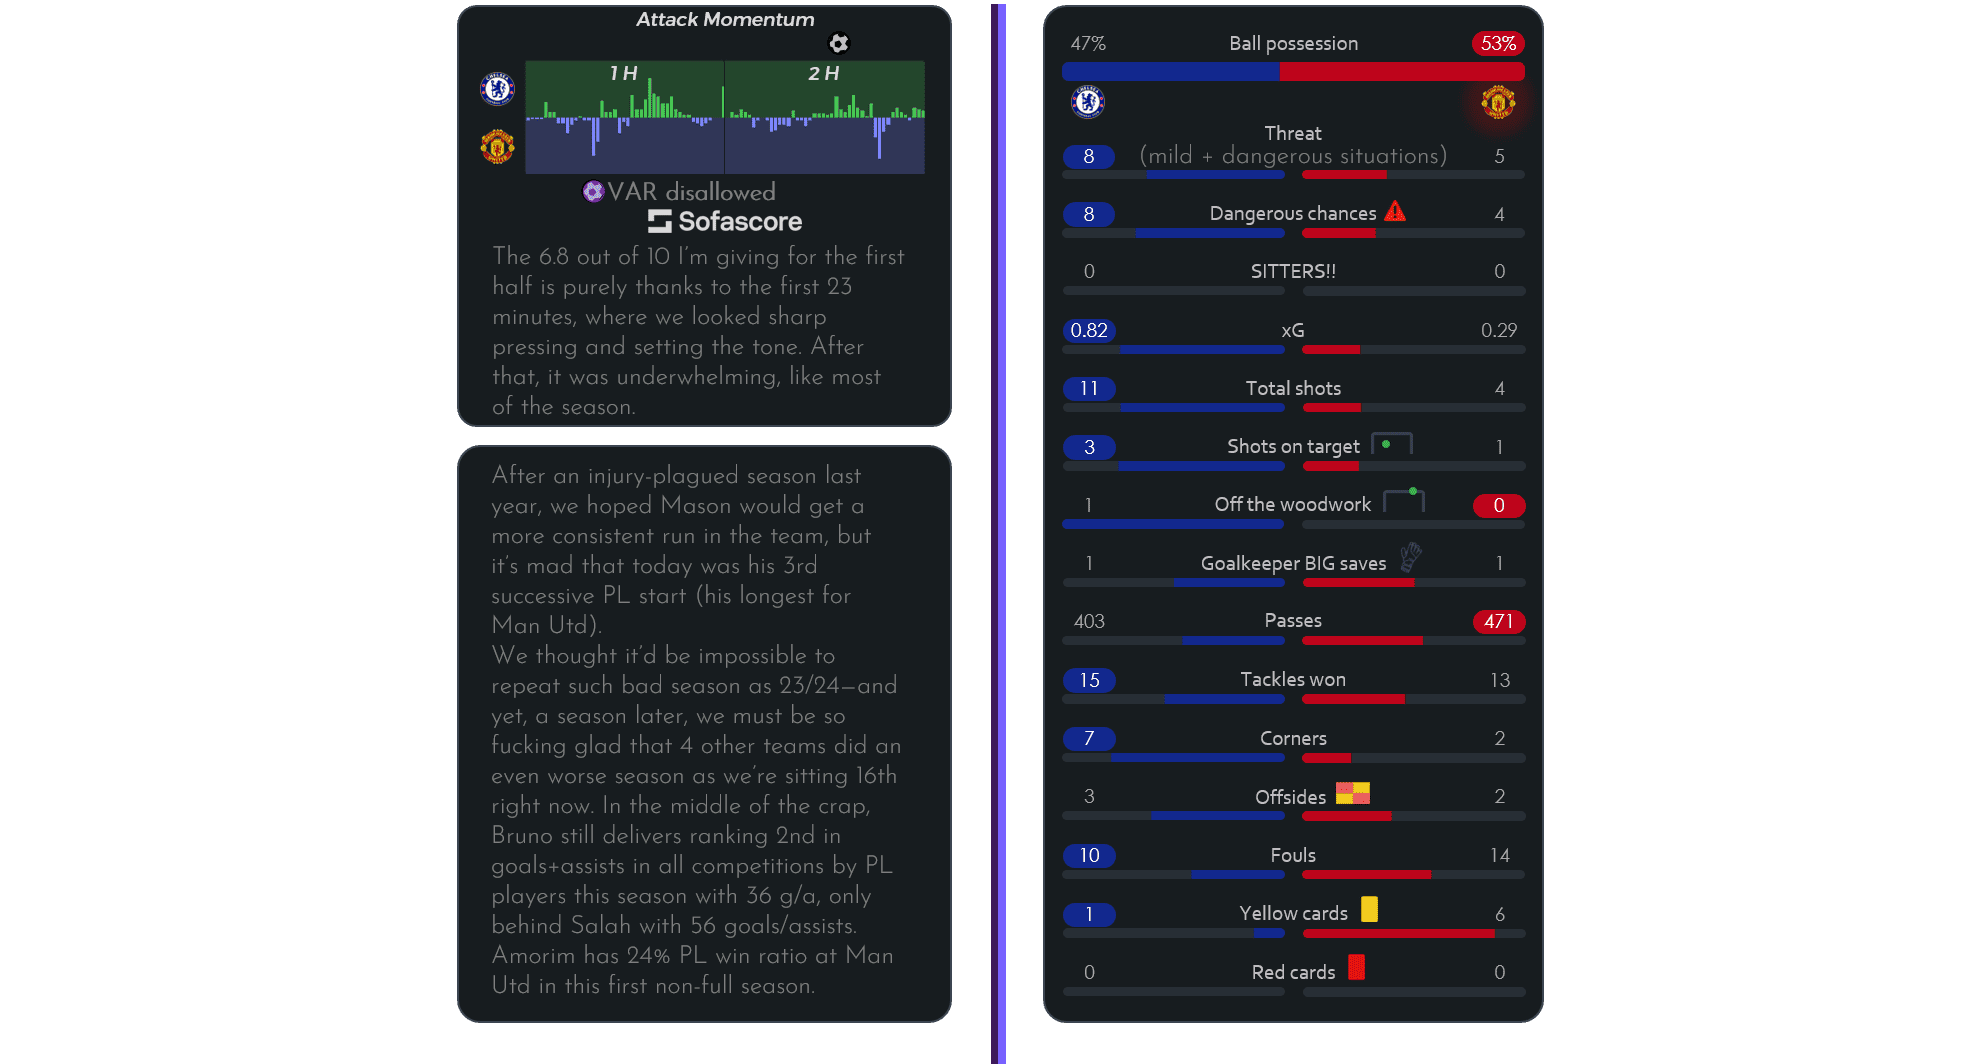 Attack Momentum
1 H
2 H
VAR disallowed
Sofascore
The 6.8 out of 10 I'm giving for the first
half is purely thanks to the first 23
minutes, where we looked sharp
pressing and setting the tone. After
that, it was underwhelming, like most
of the season.
After an injury-plagued season last
year, we hoped Mason would get a
more consistent run in the team, but
it's mad that today was his 3rd
successive PL start (his longest for
Man Utd).
We thought it'd be impossible to
repeat such bad season as 23/24–and
yet, a season later, we must be so
fucking glad that 4 other teams did an
even worse season as we're sitting 16th
right now. In the middle of the crap,
Bruno still delivers ranking 2nd in
goals+assists in all competitions by PL
players this season with 36 g/a, only
behind Salah with 56 goals/assists.
Amorim has 24% PL win ratio at Man
Utd in this first non-full season.
47% Ball possession 53%
Threat
8 (mild + dangerous situations) 5
8 Dangerous chances 4
0 SITTERS!! 0
0.82 xG 0.29
11 Total shots 4
3 Shots on target 1
1 Off the woodwork 0
1 Goalkeeper BIG saves 1
403 Passes 471
15 Tackles won 13
7 Corners 2
3 Offsides 2
10 Fouls 14
1 Yellow cards 6
0 Red cards 0